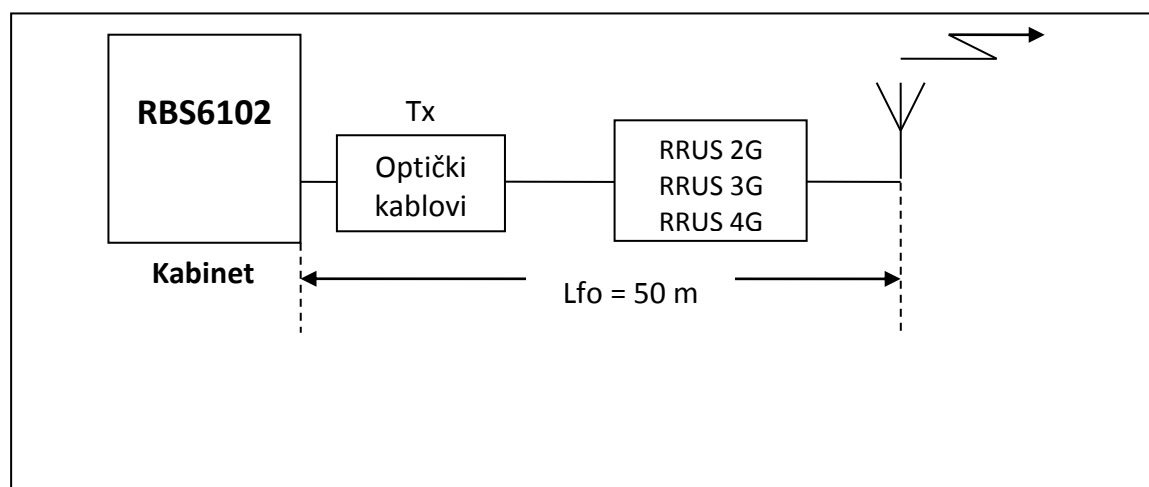 RBS6102
Tx
Optički
kablovi
RRUS 2G
RRUS 3G
RRUS 4G
Kabinet
Lfo = 50 m